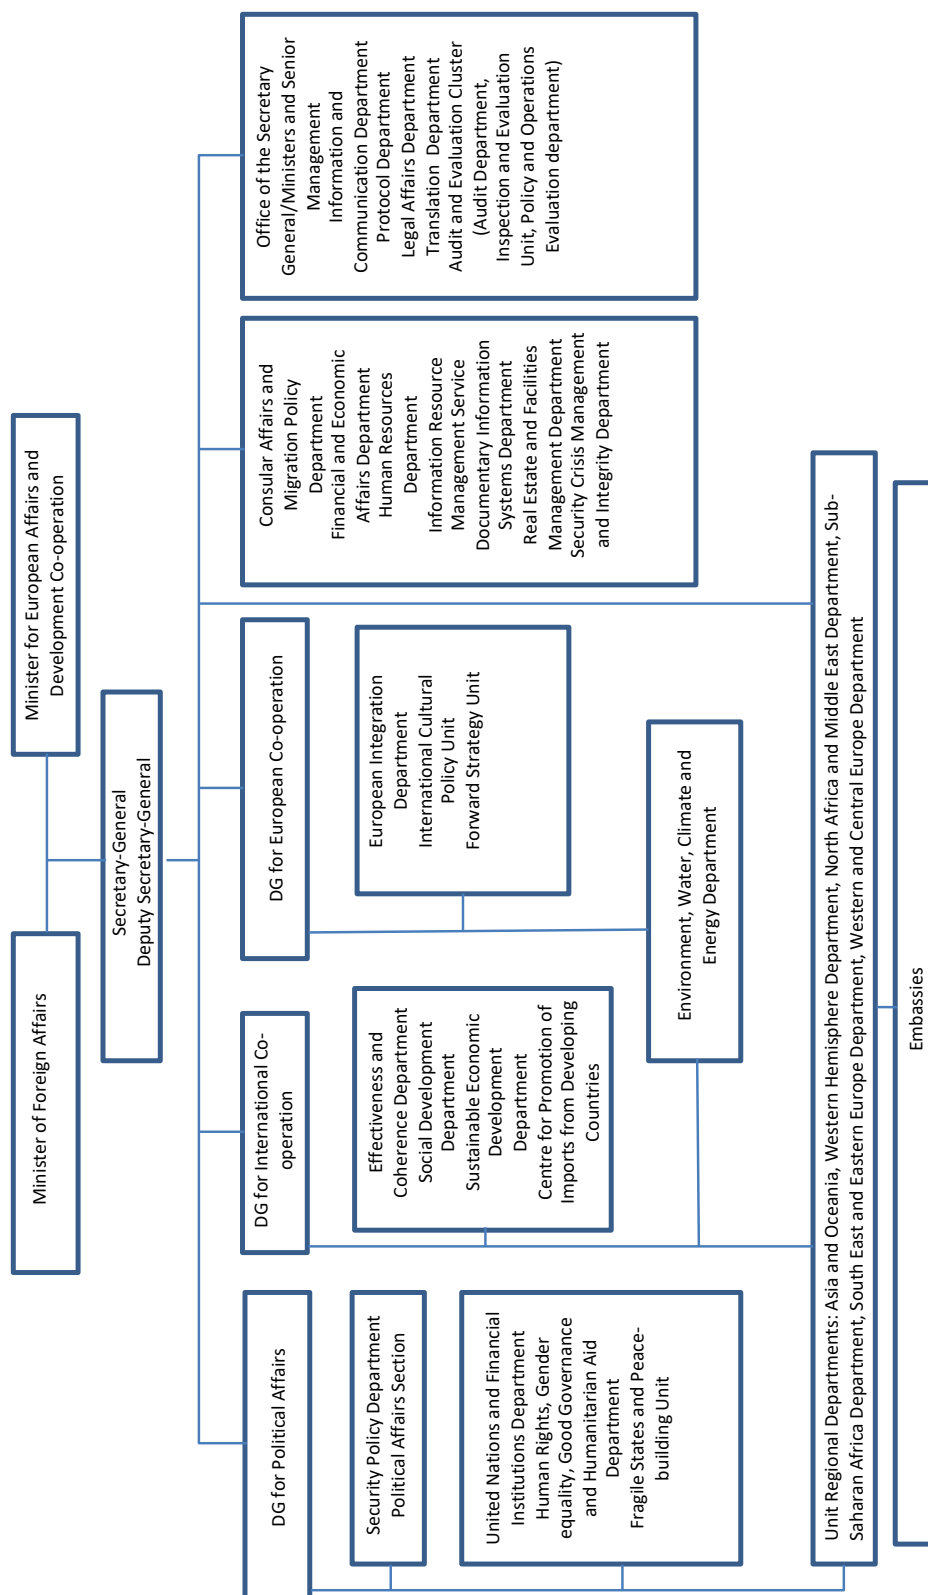 Minister of Foreign Affairs
Minister for European Affairs and
Development Co-operation
Secretary-General
Deputy Secretary-General
DG for Political Affairs
DG for International Co-
operation
DG for European Co-operation
Consular Affairs and
Migration Policy
Department
Financial and Economic
Affairs Department
Human Resources
Department
Information Resource
Management Service
Documentary Information
Systems Department
Real Estate and Facilities
Management Department
Security Crisis Management
and Integrity Department
Office of the Secretary
General/Ministers and Senior
Management
Information and
Communication Department
Protocol Department
Legal Affairs Department
Translation Department
Audit and Evaluation Cluster
(Audit Department,
Inspection and Evaluation
Unit, Policy and Operations
Evaluation department)
Security Policy Department
Political Affairs Section
Effectiveness and
Coherence Department
Social Development
Department
Sustainable Economic
Development
Department
Centre for Promotion of
Imports from Developing
Countries
European Integration
Department
International Cultural
Policy Unit
Forward Strategy Unit
United Nations and Financial
Institutions Department
Human Rights, Gender
equality, Good Governance
and Humanitarian Aid
Department
Fragile States and Peace-
building Unit
Environment, Water, Climate and
Energy Department
Unit Regional Departments: Asia and Oceania, Western Hemisphere Department, North Africa and Middle East Department, Sub-
Saharan Africa Department, South East and Eastern Europe Department, Western and Central Europe Department
Embassies